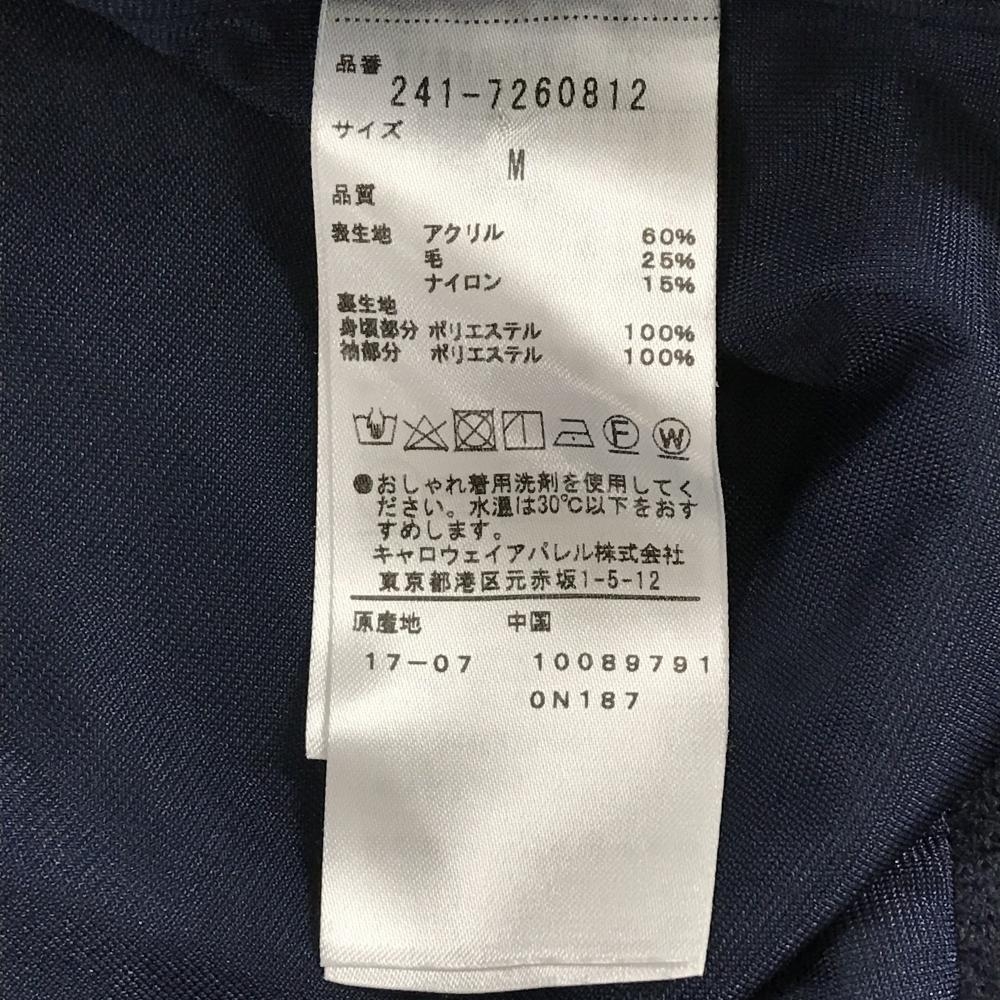 品番
241-7260812
サイズ
M
品質
表生地 アクリル 60%
毛 25%
ナイロン 15%
裏生地
身頃部分 ポリエステル 100%
袖部分 ポリエステル 100%
F W
●おしゃれ着用洗剤を使用してく
ださい。水温は30℃以下をおす
すめします。
キャロウェイアパレル株式会社
東京都港区元赤坂1-5-12
原産地 中国
17-07 10089791
0N187